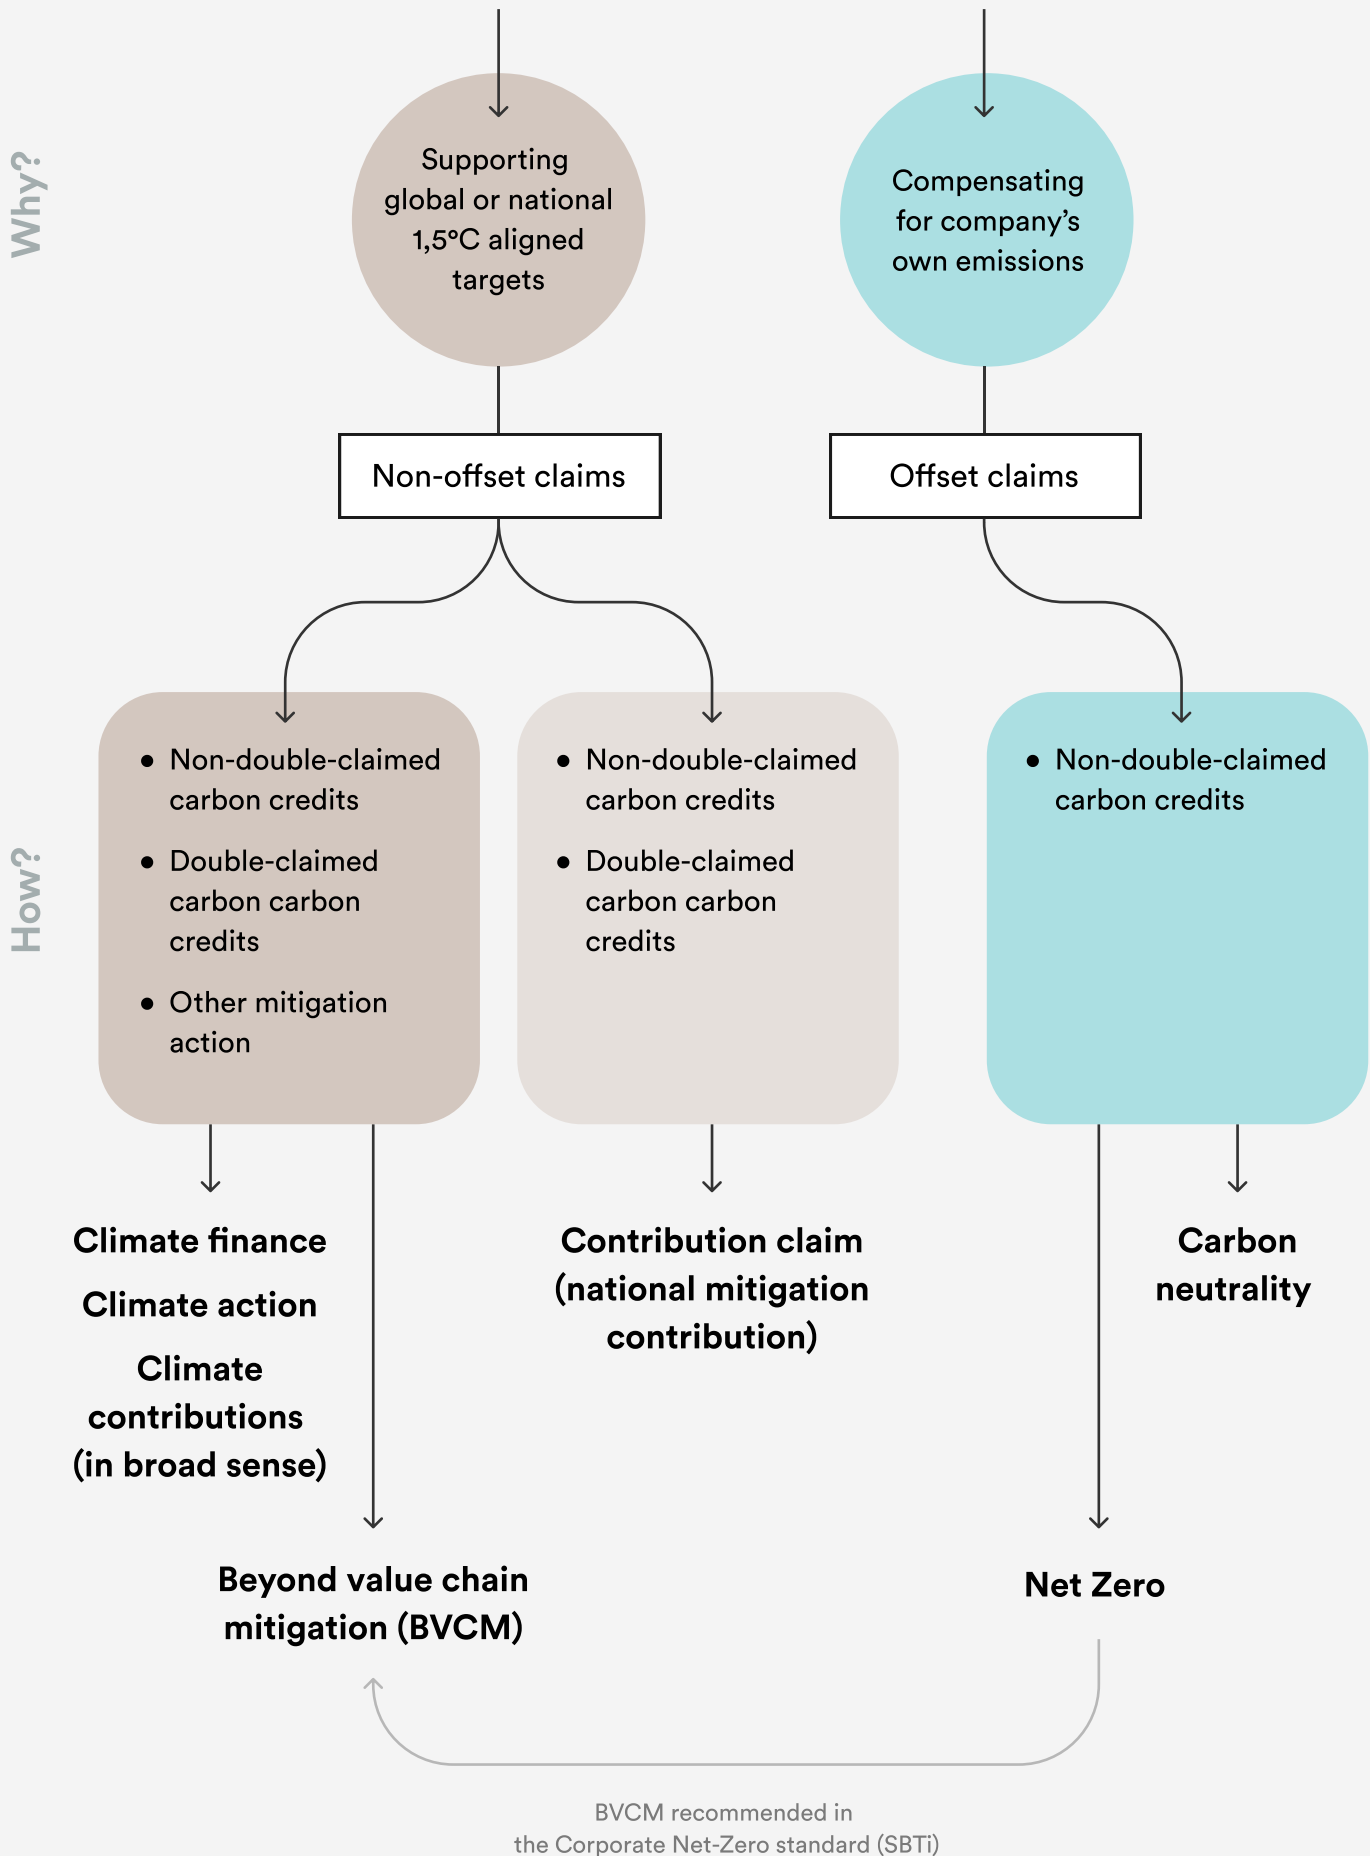 Why?
Supporting
global or national
1,5°C aligned
targets
Compensating
for company’s
own emissions
Non-offset claims
Offset claims
How?
• Non-double-claimed
carbon credits
• Double-claimed
carbon carbon
credits
• Other mitigation
action
• Non-double-claimed
carbon credits
• Double-claimed
carbon carbon
credits
• Non-double-claimed
carbon credits
Climate finance
Climate action
Climate
contributions
(in broad sense)
Contribution claim
(national mitigation
contribution)
Carbon
neutrality
Beyond value chain
mitigation (BVCM)
Net Zero
BVCM recommended in
the Corporate Net-Zero standard (SBTi)